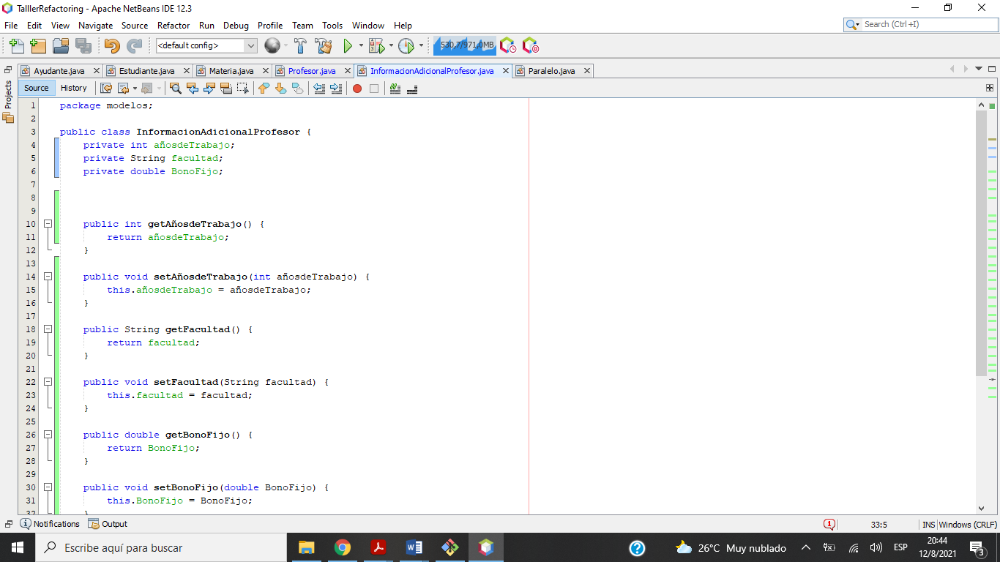 TalllerRefactoring - Apache NetBeans IDE 12.3
File Edit View Navigate Source Refactor Run Debug Profile Team Tools Window Help
Search (Ctrl+I)
<default config>
530,7/971,0MB
Ayudante.java Estudiante.java Materia.java Profesor.java InformacionAdicionalProfesor.java Paralelo.java
Projects
Source History
1 package modelos;
2
3 public class InformacionAdicionalProfesor {
4 private int añosdeTrabajo;
5 private String facultad;
6 private double BonoFijo;
7
8
9
10 public int getAñosdeTrabajo() {
11 return añosdeTrabajo;
12 }
13
14 public void setAñosdeTrabajo(int añosdeTrabajo) {
15 this.añosdeTrabajo = añosdeTrabajo;
16 }
17
18 public String getFacultad() {
19 return facultad;
20 }
21
22 public void setFacultad(String facultad) {
23 this.facultad = facultad;
24 }
25
26 public double getBonoFijo() {
27 return BonoFijo;
28 }
29
30 public void setBonoFijo(double BonoFijo) {
31 this.BonoFijo = BonoFijo;
32 }
Notifications Output
1 33:5 INS Windows (CRLF)
Escribe aquí para buscar
26°C Muy nublado
ESP
20:44
12/8/2021
3